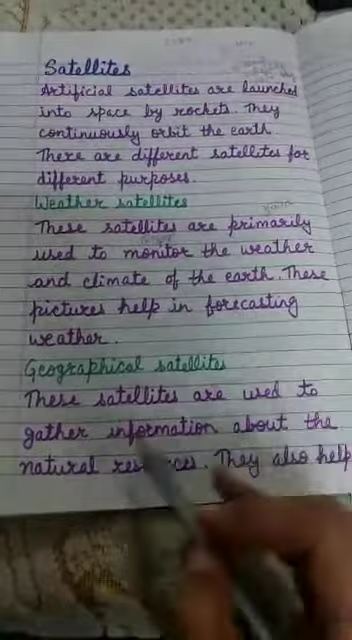 Satellites
Artificial satellites are launched
into space by rockets. They
continuously orbit the earth.
There are different satellites for
different purposes.
Weather satellites
These satellites are primarily
used to monitor the weather
and climate of the earth. These
pictures help in forecasting
weather.
Geographical satellites
These satellites are used to
gather information about the
natural resources. They also help